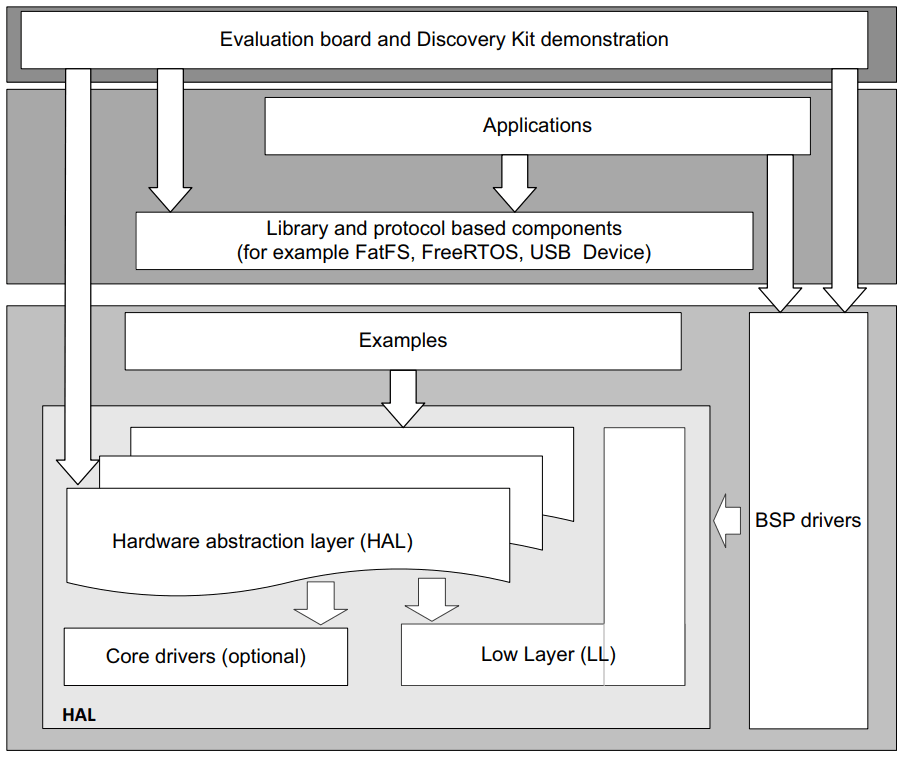 Evaluation board and Discovery Kit demonstration
Applications
Library and protocol based components
(for example FatFS, FreeRTOS, USB Device)
Examples
Hardware abstraction layer (HAL)
BSP drivers
Core drivers (optional)
Low Layer (LL)
HAL